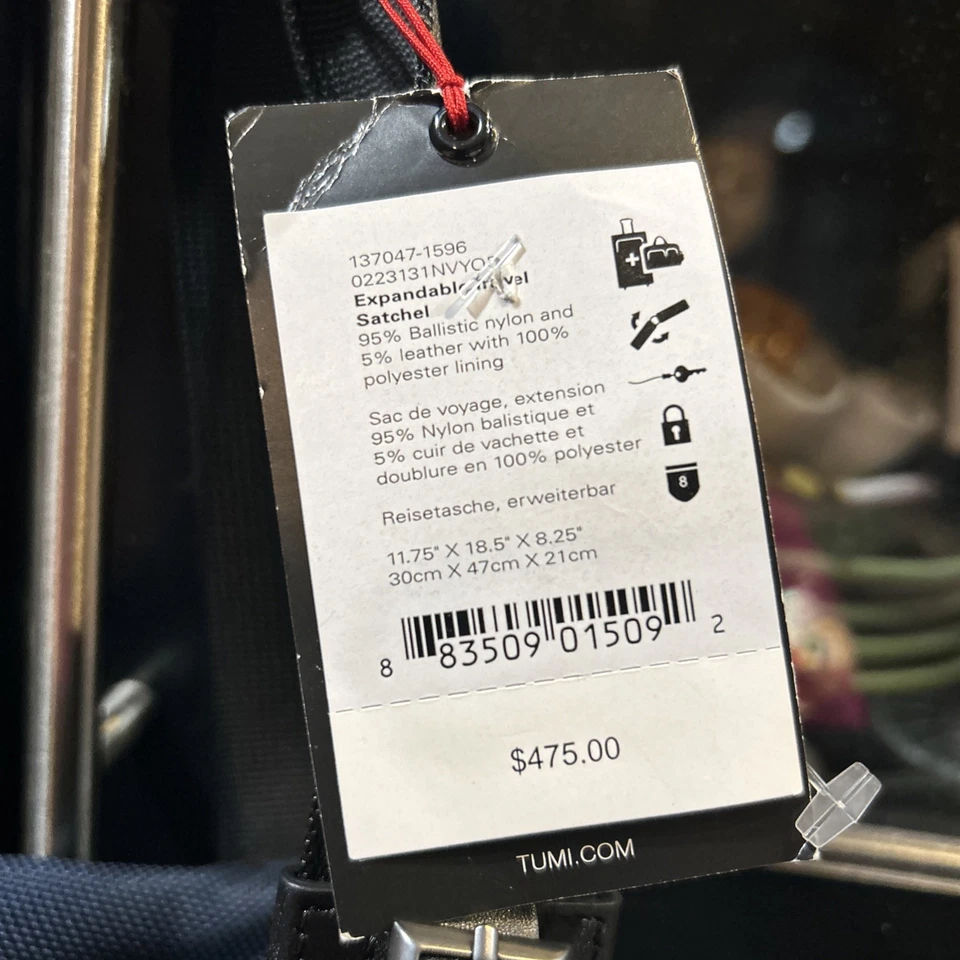 137047-1596
0223131NVYO
Expandable Travel
Satchel
95% Ballistic nylon and
5% leather with 100%
polyester lining
Sac de voyage, extension
95% Nylon balistique et
5% cuir de vachette et
doublure en 100% polyester
8
Reisetasche, erweiterbar
11.75" X 18.5" X 8.25"
30cm X 47cm X 21cm
8 83509 01509 2
$475.00
TUMI.COM